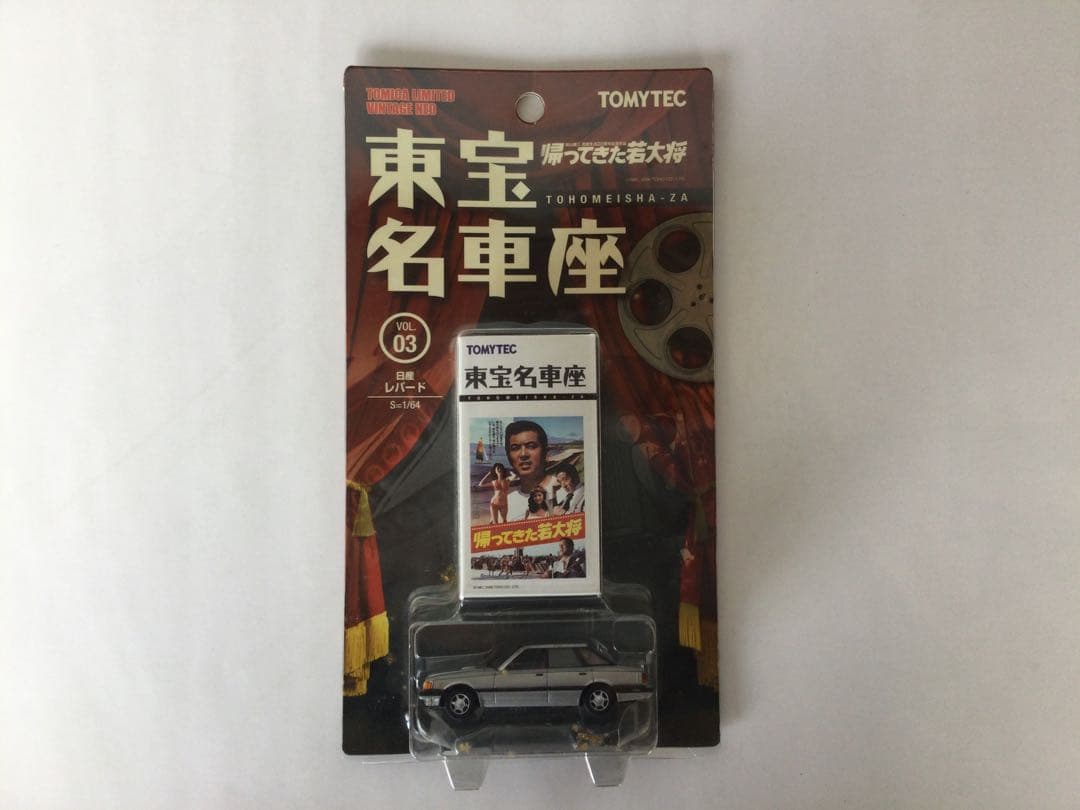 TOMICA LIMITED
VINTAGE NEO
TOMYTEC
東宝
帰ってきた若大将
TOHOMEISHA-ZA
名車座
VOL.
03
日産
レパード
S=1/64
TOMYTEC
東宝名車座
TOHOMEISHA-ZA
帰ってきた若大将